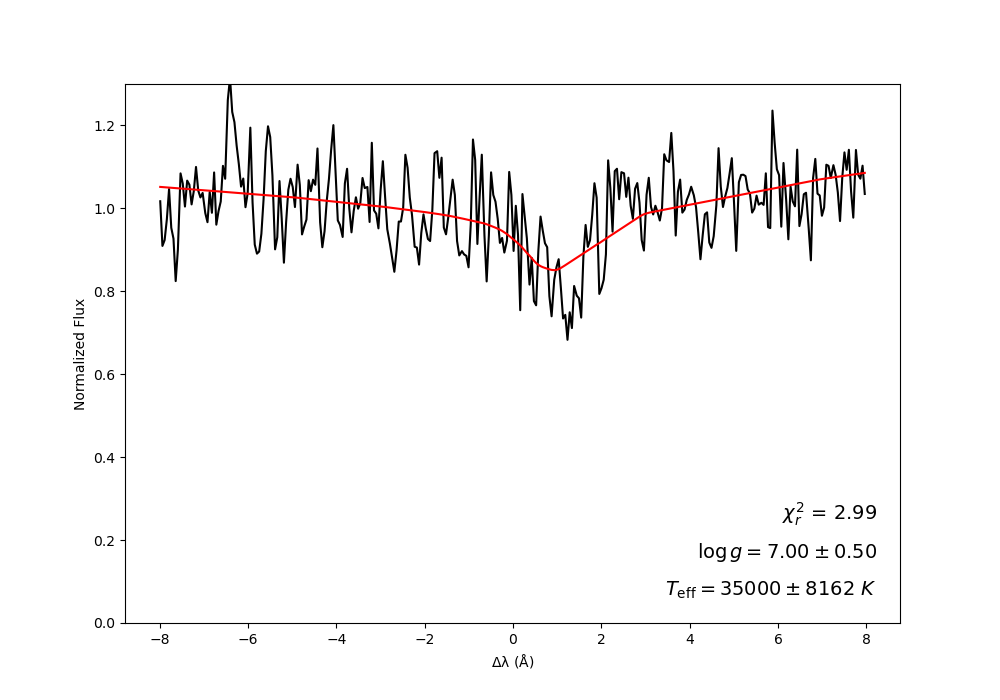 1.2
1.0
0.8
0.6
0.4
0.2
0.0
Normalized Flux
χ²ᵣ = 2.99
log g = 7.00 ± 0.50
T_eff = 35000 ± 8162 K
−8 −6 −4 −2 0 2 4 6 8
Δλ (Å)